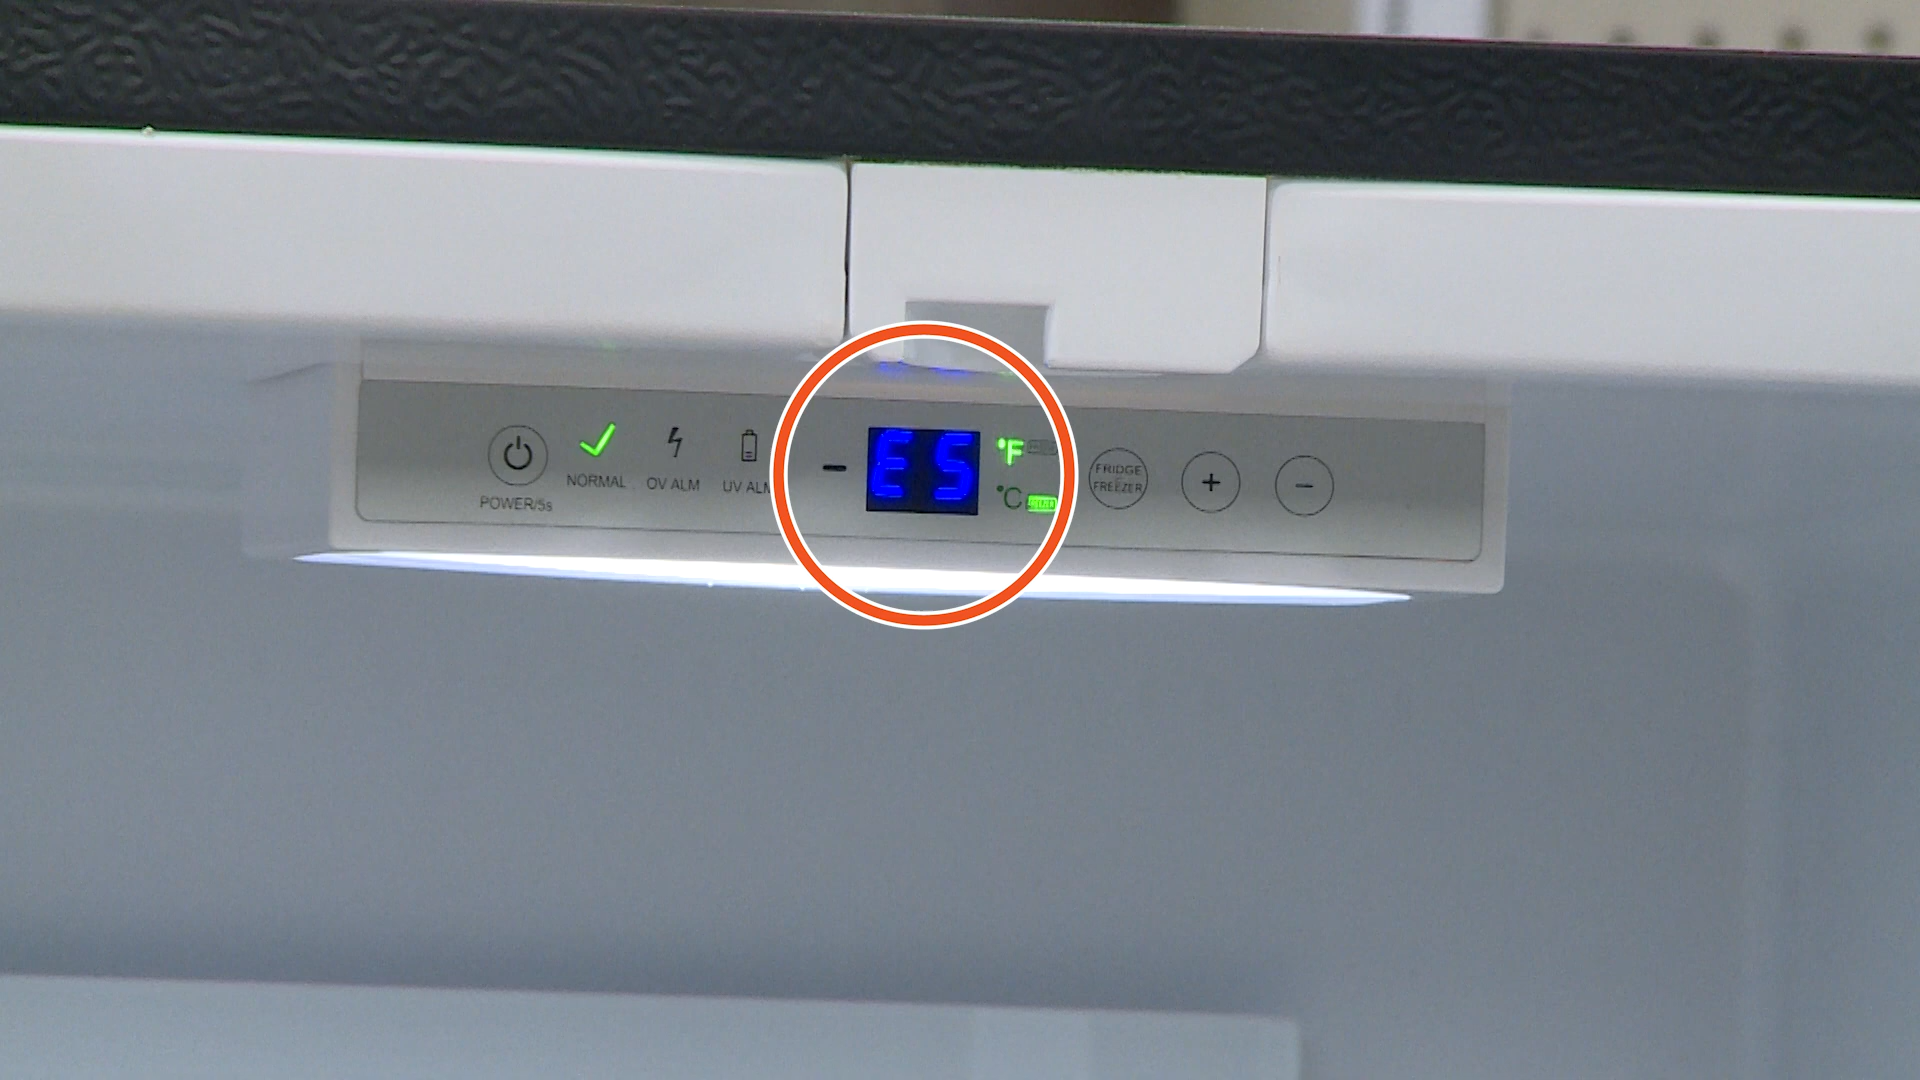 POWER/5s
NORMAL
OV ALM
UV ALM
E5
°F
°C
FRIDGE
FREEZER
+
−